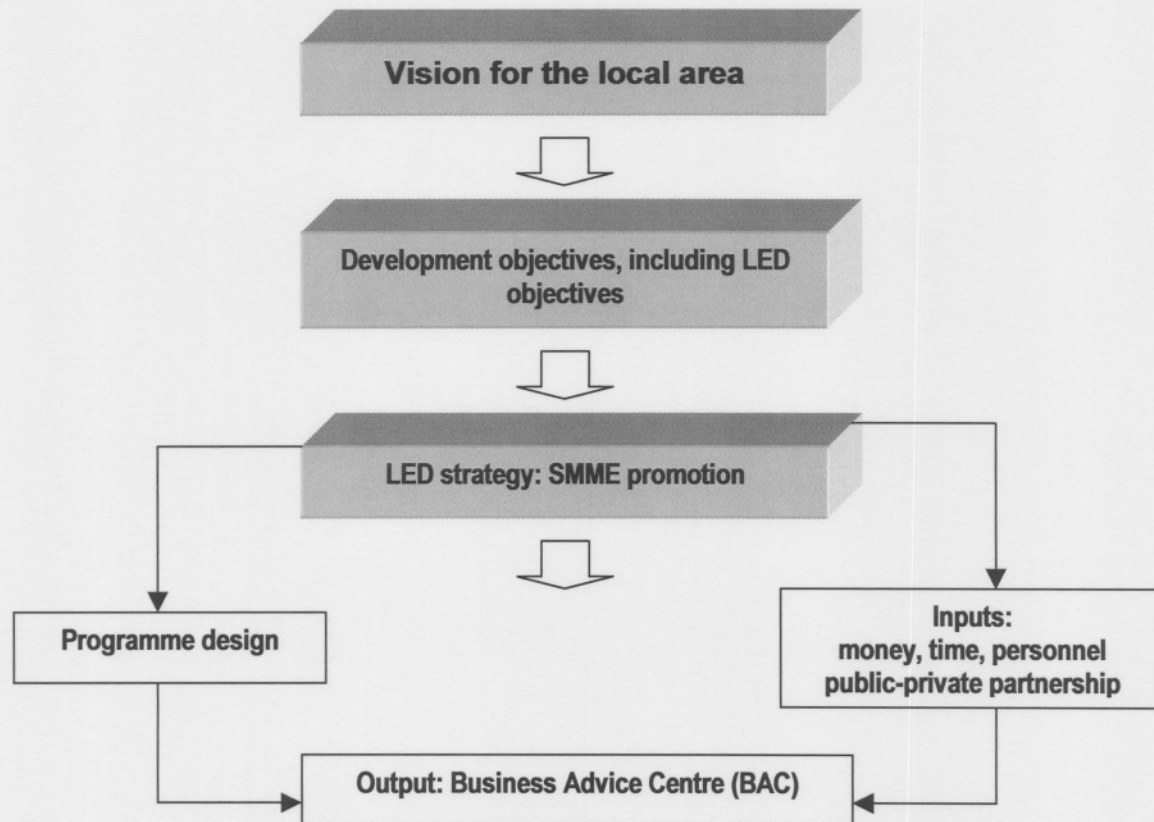 Vision for the local area
Development objectives, including LED
objectives
LED strategy: SMME promotion
Programme design
Inputs:
money, time, personnel
public-private partnership
Output: Business Advice Centre (BAC)